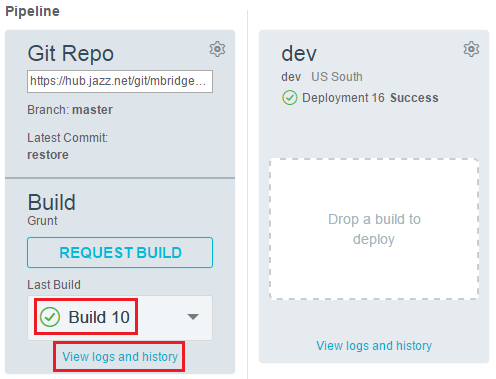 Pipeline
Git Repo
https://hub.jazz.net/git/mbridge...
Branch: master
Latest Commit:
restore
Build
Grunt
REQUEST BUILD
Last Build
Build 10
View logs and history
dev
dev US South
Deployment 16 Success
Drop a build to
deploy
View logs and history